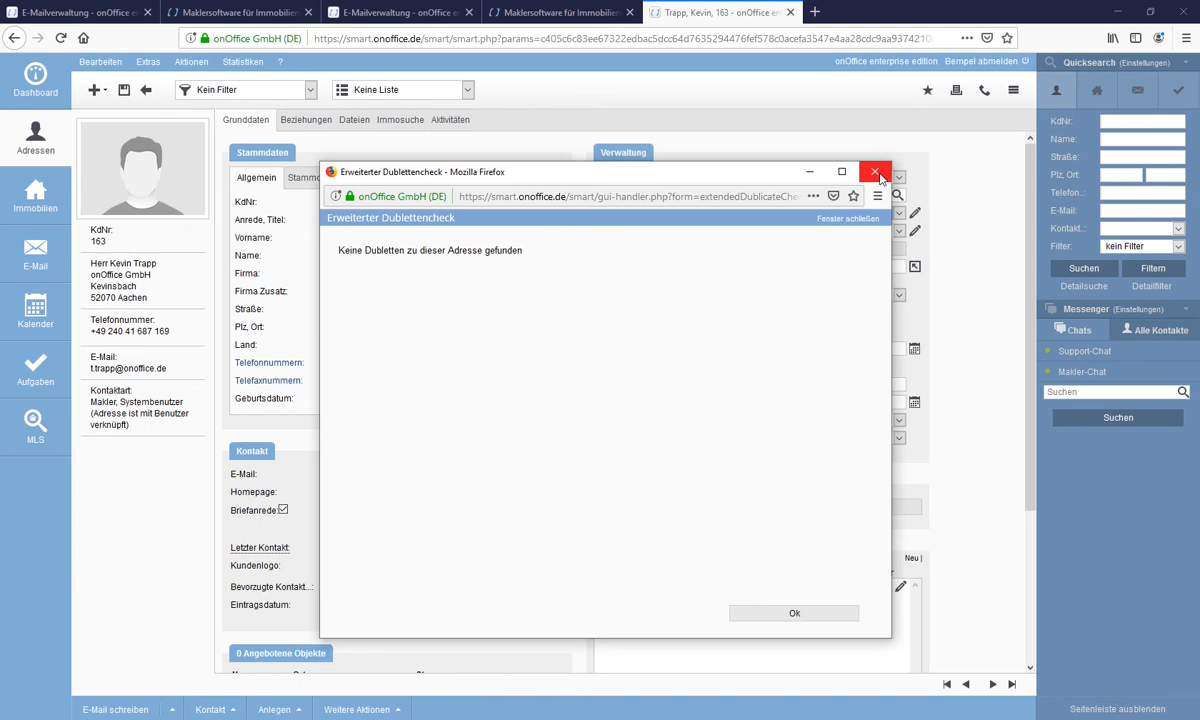 E-Mailverwaltung - onOffice en
Maklersoftware für Immobilien
E-Mailverwaltung - onOffice en
Maklersoftware für Immobilien
Trapp, Kevin, 163 - onOffice en
onOffice GmbH (DE)
https://smart.onoffice.de/smart/smart.php?params=c405c6c83ee67322edbac5dcc64d7635294476fef578c0acefa3547e4aa28cdc9aa9374210
Bearbeiten
Extras
Aktionen
Statistiken
?
onOffice enterprise edition
Bempel abmelden
Quicksearch (Einstellungen)
Dashboard
Kein Filter
Keine Liste
Adressen
Immobilien
E-Mail
Kalender
Aufgaben
MLS
Grunddaten
Beziehungen
Dateien
Immosuche
Aktivitäten
KdNr:
163
Herr Kevin Trapp
onOffice GmbH
Kevinsbach
52070 Aachen
Telefonnummer:
+49 240 41 687 169
E-Mail:
t.trapp@onoffice.de
Kontaktart:
Makler, Systembenutzer
(Adresse ist mit Benutzer
verknüpft)
Stammdaten
Verwaltung
Allgemein
Stammd
KdNr:
Anrede, Titel:
Vorname:
Name:
Firma:
Firma Zusatz:
Straße:
Plz, Ort:
Land:
Telefonnummern:
Telefaxnummern:
Geburtsdatum:
Kontakt
E-Mail:
Homepage:
Briefanrede:
Letzter Kontakt:
Kundenlogo:
Bevorzugte Kontakt...:
Eintragsdatum:
0 Angebotene Objekte
Neu |
Erweiterter Dublettencheck - Mozilla Firefox
onOffice GmbH (DE)
https://smart.onoffice.de/smart/gui-handler.php?form=extendedDublicateChe
Erweiterter Dublettencheck
Fenster schließen
Keine Dubletten zu dieser Adresse gefunden
Ok
KdNr:
Name:
Straße:
Plz, Ort:
Telefon..:
E-Mail:
Kontakt..:
Filter:
kein Filter
Suchen
Filtern
Detailsuche
Detailfilter
Messenger (Einstellungen)
Chats
Alle Kontakte
Support-Chat
Makler-Chat
Suchen
Suchen
E-Mail schreiben
Kontakt
Anlegen
Weitere Aktionen
Seitenleiste ausblenden